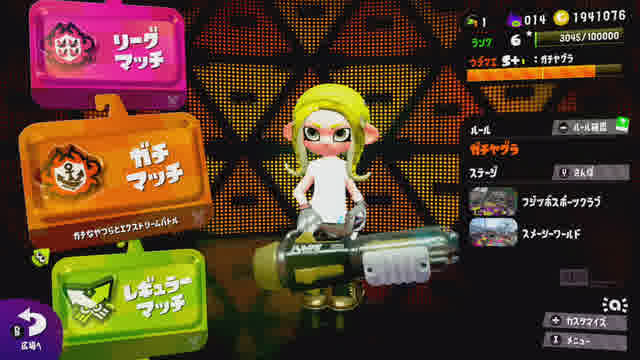 リーグ
マッチ
ガチ
マッチ
ガチなやつらとエクストリームバトル
レギュラー
マッチ
B
広場へ
1
014
1941076
ランク 6★ 3045/100000
ウデマエ S+ : ガチヤグラ
ルール
ルール確認
ガチヤグラ
ステージ
Y さんぽ
フジツボスポーツクラブ
スメーシーワールド
+ カスタマイズ
X メニュー